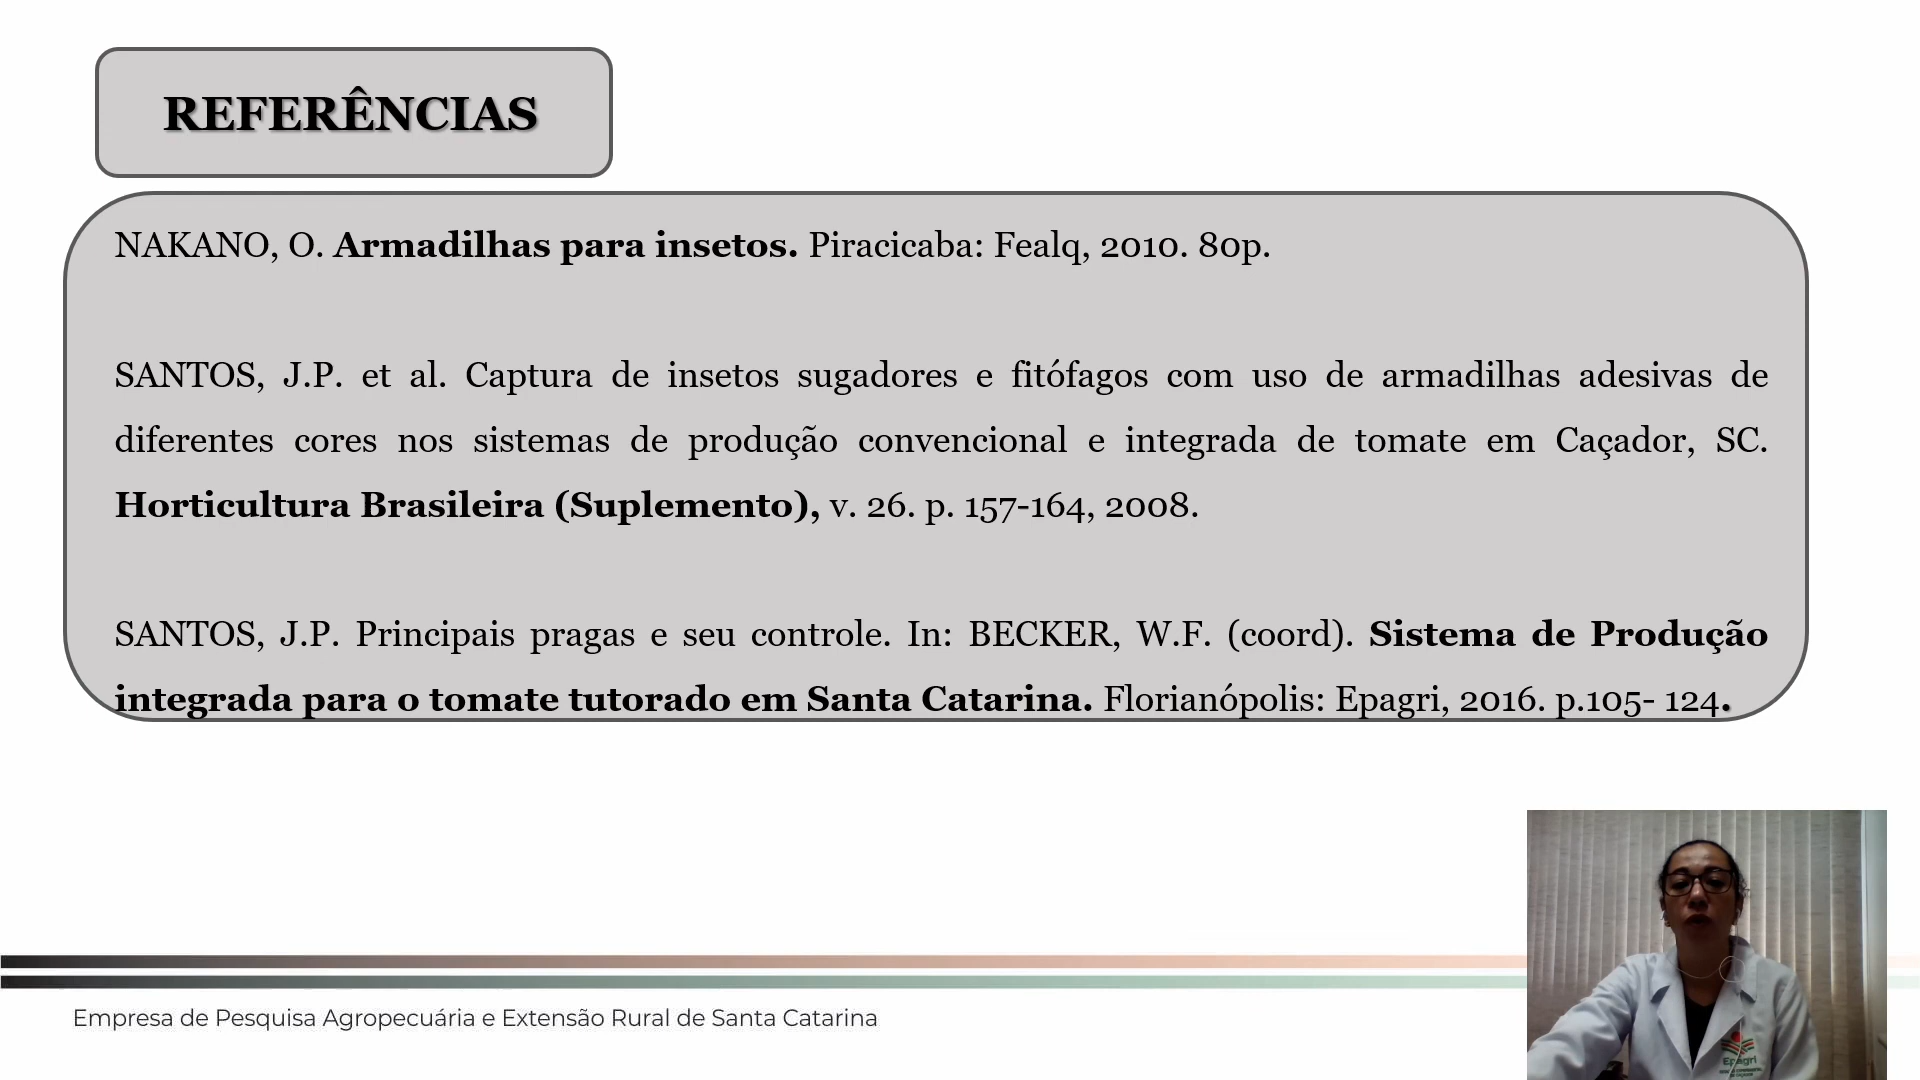 REFERÊNCIAS
NAKANO, O. Armadilhas para insetos. Piracicaba: Fealq, 2010. 80p.
SANTOS, J.P. et al. Captura de insetos sugadores e fitófagos com uso de armadilhas adesivas de
diferentes cores nos sistemas de produção convencional e integrada de tomate em Caçador, SC.
Horticultura Brasileira (Suplemento), v. 26. p. 157-164, 2008.
SANTOS, J.P. Principais pragas e seu controle. In: BECKER, W.F. (coord). Sistema de Produção
integrada para o tomate tutorado em Santa Catarina. Florianópolis: Epagri, 2016. p.105- 124.
Empresa de Pesquisa Agropecuária e Extensão Rural de Santa Catarina
Epagri